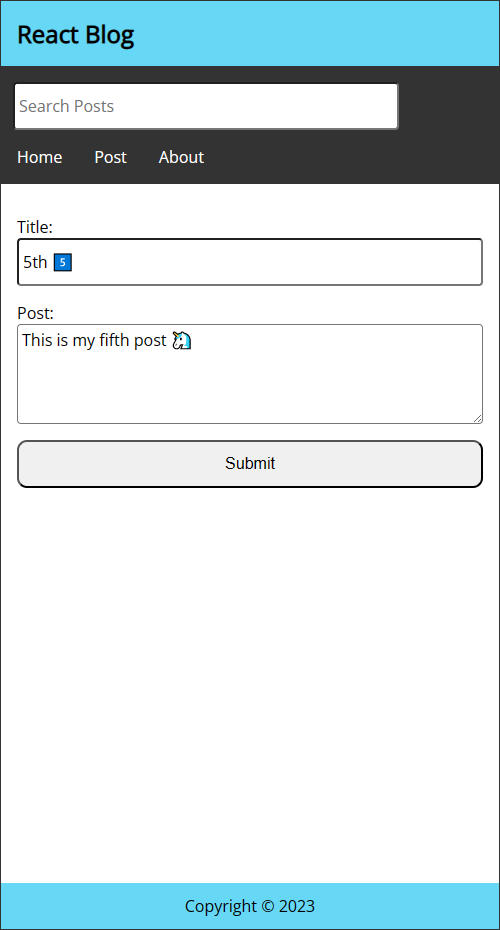 React Blog
Search Posts
Home Post About
Title:
5th 5️⃣
Post:
This is my fifth post 🦄
Submit
Copyright © 2023